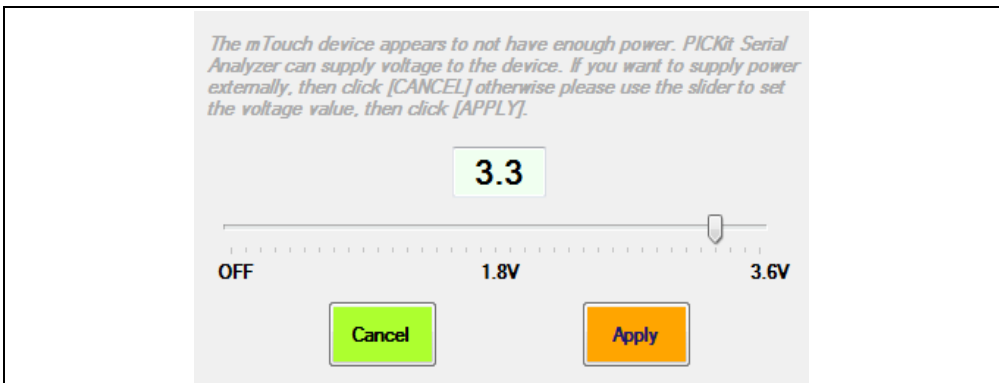 The mTouch device appears to not have enough power. PICKit Serial
Analyzer can supply voltage to the device. If you want to supply power
externally, then click [CANCEL] otherwise please use the slider to set
the voltage value, then click [APPLY].
3.3
OFF 1.8V 3.6V
Cancel Apply